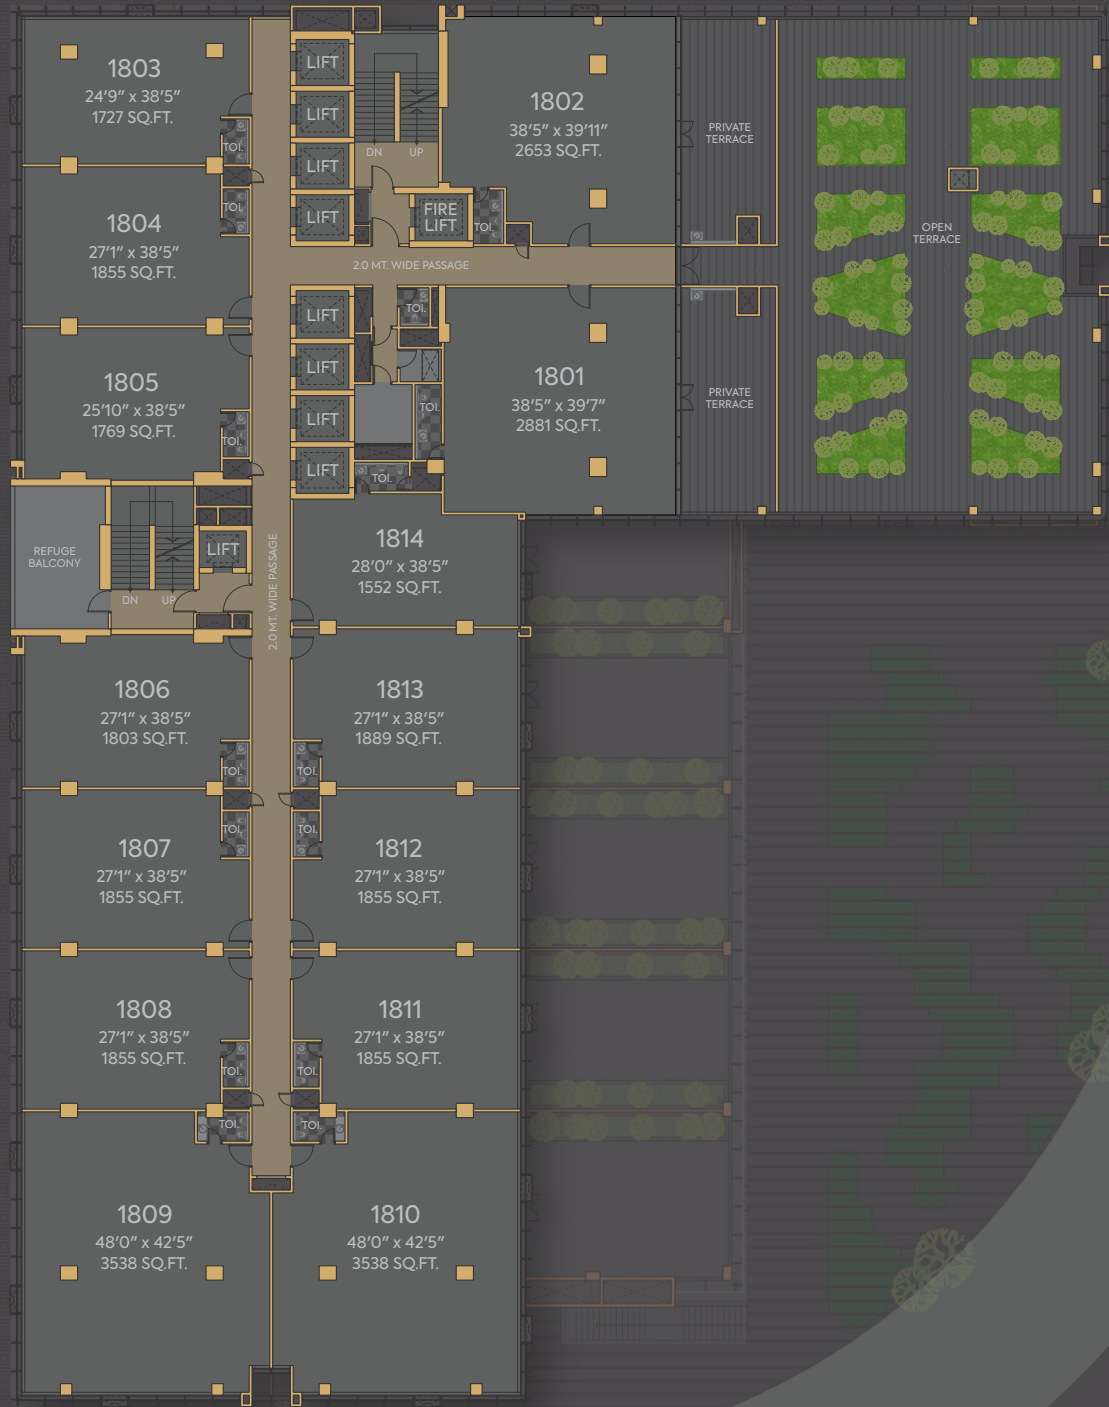 1803
24'9" x 38'5"
1727 SQ.FT.
TOI.
LIFT
LIFT
LIFT
LIFT
DN
UP
FIRE
LIFT
TOI.
1802
38'5" x 39'11"
2653 SQ.FT.
PRIVATE
TERRACE
OPEN
TERRACE
1804
27'1" x 38'5"
1855 SQ.FT.
TOI.
2.0 MT. WIDE PASSAGE
LIFT
LIFT
LIFT
LIFT
TOI.
TOI.
TOI.
1801
38'5" x 39'7"
2881 SQ.FT.
PRIVATE
TERRACE
1805
25'10" x 38'5"
1769 SQ.FT.
TOI.
REFUGE
BALCONY
DN
UP
LIFT
2.0 MT. WIDE PASSAGE
1814
28'0" x 38'5"
1552 SQ.FT.
1806
27'1" x 38'5"
1803 SQ.FT.
TOI.
1813
27'1" x 38'5"
1889 SQ.FT.
TOI.
1807
27'1" x 38'5"
1855 SQ.FT.
TOI.
1812
27'1" x 38'5"
1855 SQ.FT.
TOI.
1808
27'1" x 38'5"
1855 SQ.FT.
TOI.
1811
27'1" x 38'5"
1855 SQ.FT.
TOI.
TOI.
TOI.
1809
48'0" x 42'5"
3538 SQ.FT.
1810
48'0" x 42'5"
3538 SQ.FT.